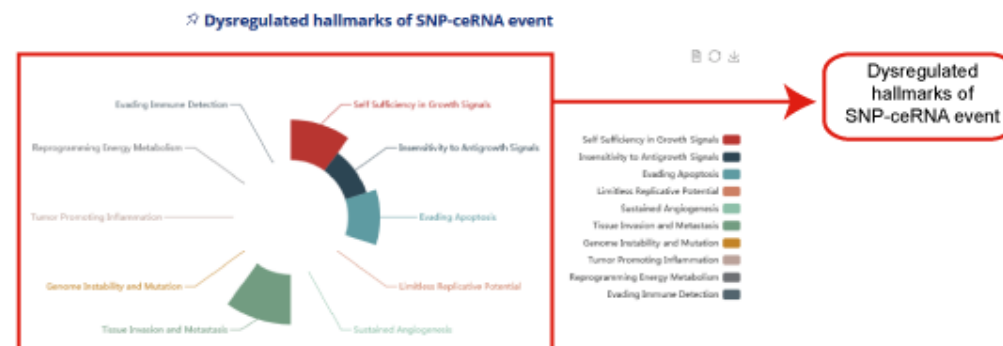 Dysregulated hallmarks of SNP-ceRNA event
Evading Immune Detection
Self Sufficiency in Growth Signals
Reprogramming Energy Metabolism
Insensitivity to Antigrowth Signals
Tumor Promoting Inflammation
Evading Apoptosis
Genome Instability and Mutation
Limitless Replicative Potential
Tissue Invasion and Metastasis
Sustained Angiogenesis
Self Sufficiency in Growth Signals
Insensitivity to Antigrowth Signals
Evading Apoptosis
Limitless Replicative Potential
Sustained Angiogenesis
Tissue Invasion and Metastasis
Genome Instability and Mutation
Tumor Promoting Inflammation
Reprogramming Energy Metabolism
Evading Immune Detection
Dysregulated
hallmarks of
SNP-ceRNA event